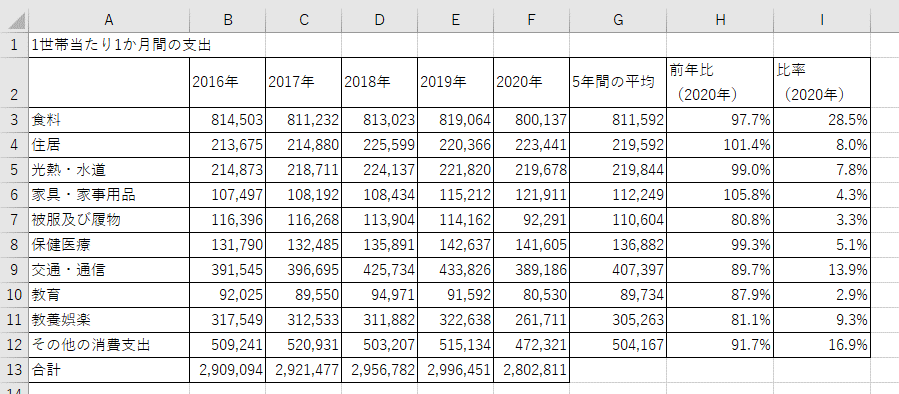 A B C D E F G H I
1 1世帯当たり1か月間の支出
2 2016年 2017年 2018年 2019年 2020年 5年間の平均 前年比（2020年） 比率（2020年）
3 食料 814,503 811,232 813,023 819,064 800,137 811,592 97.7% 28.5%
4 住居 213,675 214,880 225,599 220,366 223,441 219,592 101.4% 8.0%
5 光熱・水道 214,873 218,711 224,137 221,820 219,678 219,844 99.0% 7.8%
6 家具・家事用品 107,497 108,192 108,434 115,212 121,911 112,249 105.8% 4.3%
7 被服及び履物 116,396 116,268 113,904 114,162 92,291 110,604 80.8% 3.3%
8 保健医療 131,790 132,485 135,891 142,637 141,605 136,882 99.3% 5.1%
9 交通・通信 391,545 396,695 425,734 433,826 389,186 407,397 89.7% 13.9%
10 教育 92,025 89,550 94,971 91,592 80,530 89,734 87.9% 2.9%
11 教養娯楽 317,549 312,533 311,882 322,638 261,711 305,263 81.1% 9.3%
12 その他の消費支出 509,241 520,931 503,207 515,134 472,321 504,167 91.7% 16.9%
13 合計 2,909,094 2,921,477 2,956,782 2,996,451 2,802,811